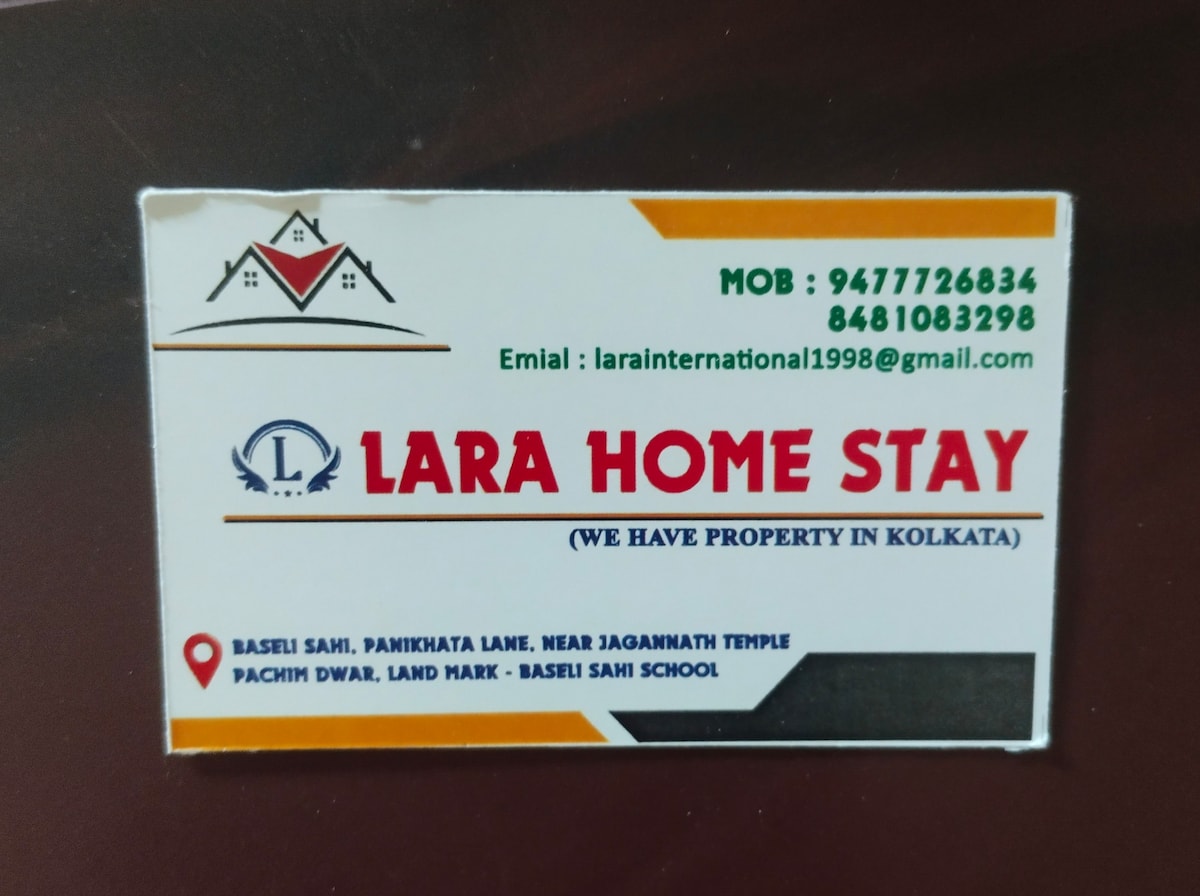 MOB : 9477726834
8481083298
Emial : larainternational1998@gmail.com
L
LARA HOME STAY
(WE HAVE PROPERTY IN KOLKATA)
BASELI SAHI, PANIKHATA LANE, NEAR JAGANNATH TEMPLE
PACHIM DWAR, LAND MARK - BASELI SAHI SCHOOL